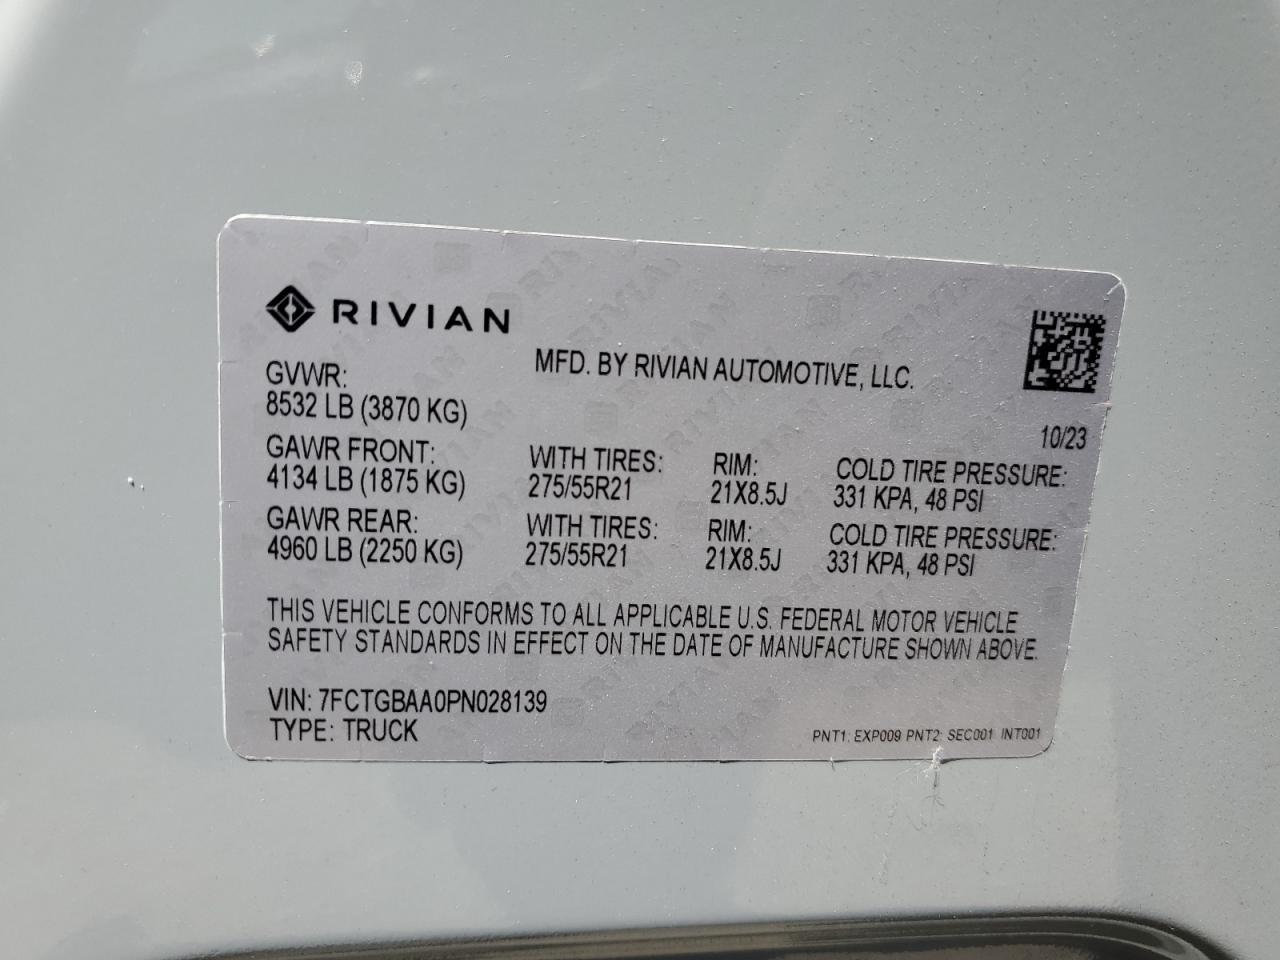 RIVIAN
MFD. BY RIVIAN AUTOMOTIVE, LLC.
GVWR:
8532 LB (3870 KG)
10/23
GAWR FRONT: WITH TIRES: RIM: COLD TIRE PRESSURE:
4134 LB (1875 KG) 275/55R21 21X8.5J 331 KPA, 48 PSI
GAWR REAR: WITH TIRES: RIM: COLD TIRE PRESSURE:
4960 LB (2250 KG) 275/55R21 21X8.5J 331 KPA, 48 PSI
THIS VEHICLE CONFORMS TO ALL APPLICABLE U.S. FEDERAL MOTOR VEHICLE
SAFETY STANDARDS IN EFFECT ON THE DATE OF MANUFACTURE SHOWN ABOVE.
VIN: 7FCTGBAA0PN028139
TYPE: TRUCK
PNT1: EXP009 PNT2: SEC001 INT001